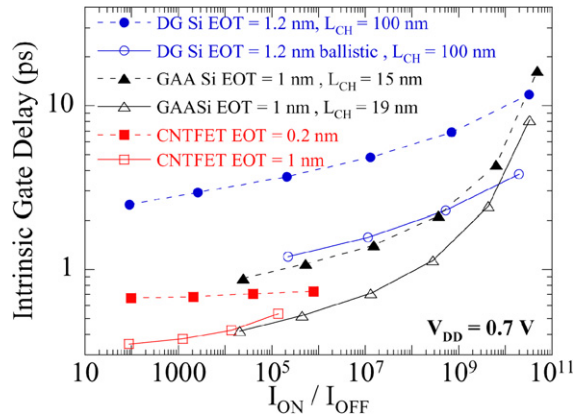 DG Si EOT = 1.2 nm, L_CH = 100 nm
DG Si EOT = 1.2 nm ballistic , L_CH = 100 nm
GAA Si EOT = 1 nm , L_CH = 15 nm
GAASi EOT = 1 nm , L_CH = 19 nm
CNTFET EOT = 0.2 nm
CNTFET EOT = 1 nm
Intrinsic Gate Delay (ps)
10
1
V_DD = 0.7 V
10 1000 10^5 10^7 10^9 10^11
I_ON / I_OFF